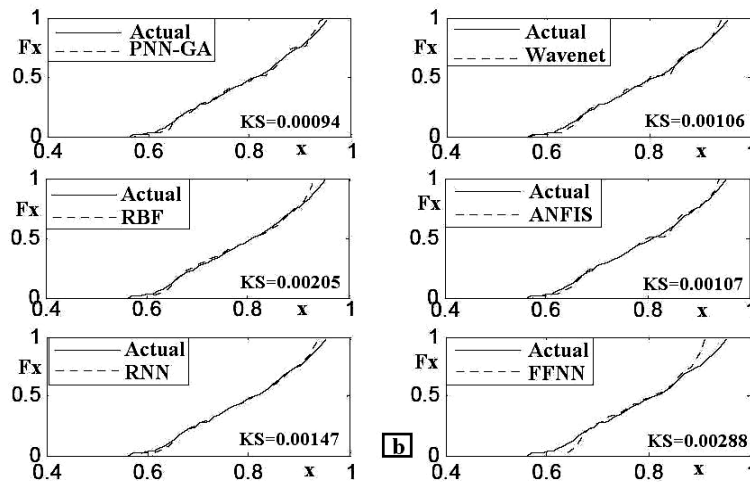 1
Fx
0.5
0
Actual
PNN-GA
KS=0.00094
0.4 0.6 0.8 x 1
1
Fx
0.5
0
Actual
Wavenet
KS=0.00106
0.4 0.6 0.8 x 1
1
Fx
0.5
0
Actual
RBF
KS=0.00205
0.4 0.6 0.8 x 1
1
Fx
0.5
0
Actual
ANFIS
KS=0.00107
0.4 0.6 0.8 x 1
1
Fx
0.5
0
Actual
RNN
KS=0.00147
0.4 0.6 0.8 x 1
b
1
Fx
0.5
0
Actual
FFNN
KS=0.00288
0.4 0.6 0.8 x 1